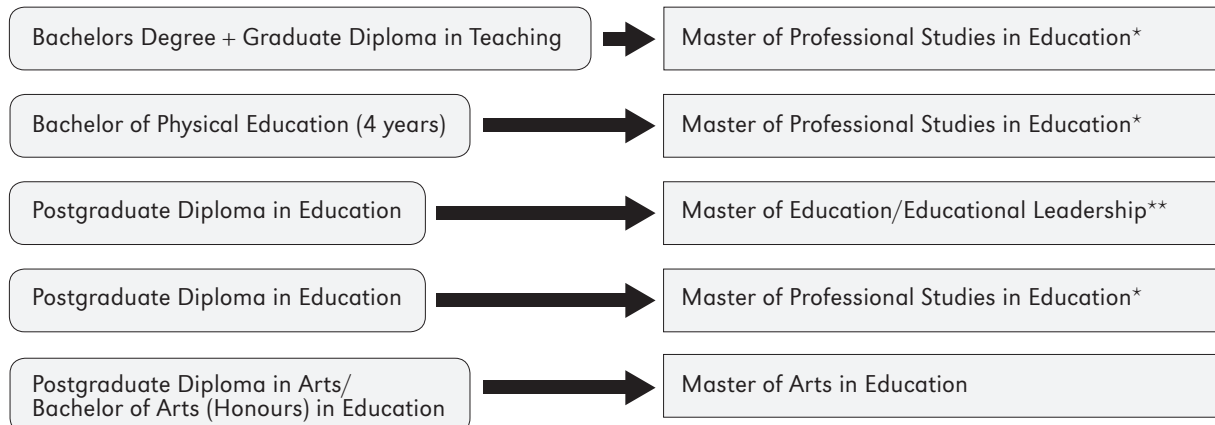 Bachelors Degree + Graduate Diploma in Teaching
Master of Professional Studies in Education*
Bachelor of Physical Education (4 years)
Master of Professional Studies in Education*
Postgraduate Diploma in Education
Master of Education/Educational Leadership**
Postgraduate Diploma in Education
Master of Professional Studies in Education*
Postgraduate Diploma in Arts/
Bachelor of Arts (Honours) in Education
Master of Arts in Education